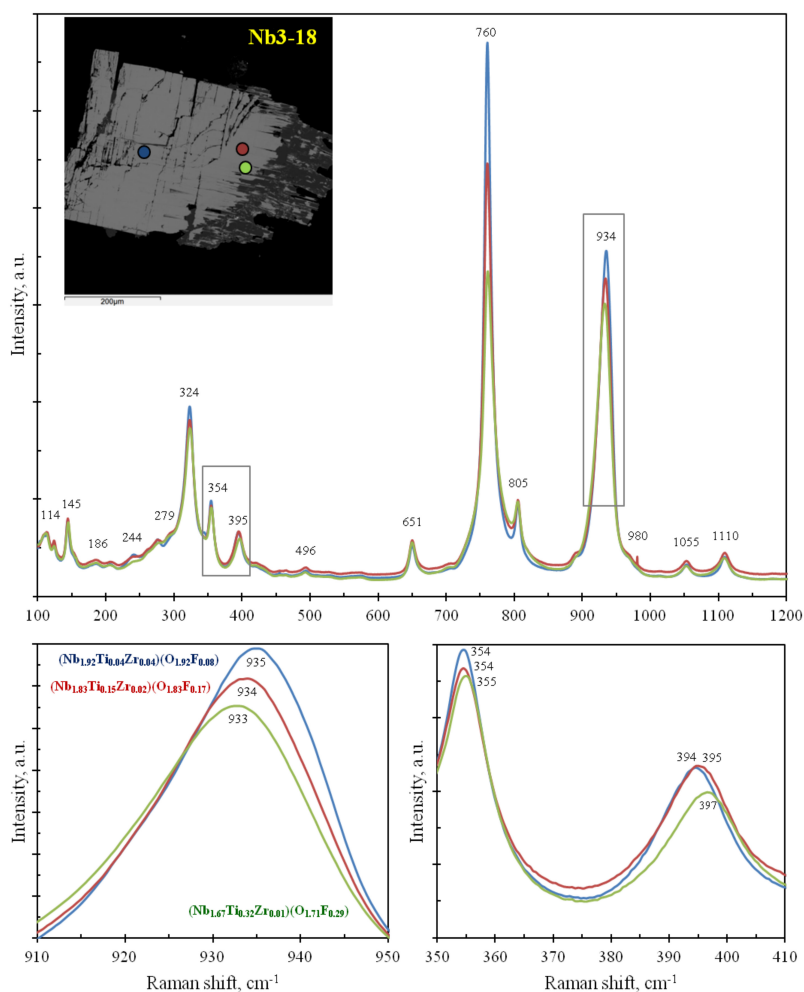 Nb3-18
200µm
Intensity, a.u.
114
145
186
244
279
324
354
395
496
651
760
805
934
980
1055
1110
100 200 300 400 500 600 700 800 900 1000 1100 1200
(Nb1.92Ti0.04Zr0.04)(O1.92F0.08)
(Nb1.83Ti0.15Zr0.02)(O1.83F0.17)
935
934
933
(Nb1.67Ti0.32Zr0.01)(O1.71F0.29)
Intensity, a.u.
910 920 930 940 950
Raman shift, cm-1
354
354
355
394 395
397
Intensity, a.u.
350 360 370 380 390 400 410
Raman shift, cm-1